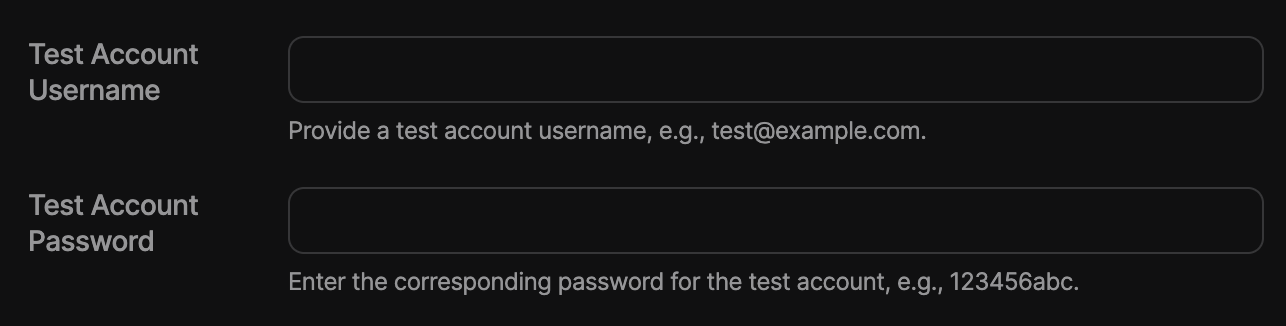 Test Account
Username
Provide a test account username, e.g., test@example.com.
Test Account
Password
Enter the corresponding password for the test account, e.g., 123456abc.